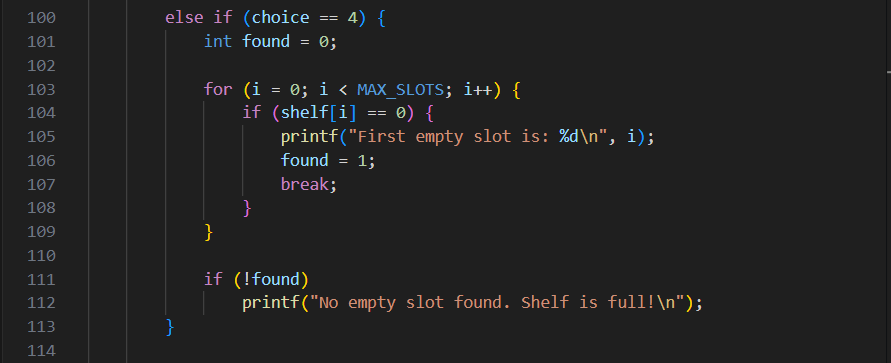 100 else if (choice == 4) {
101 int found = 0;
102
103 for (i = 0; i < MAX_SLOTS; i++) {
104 if (shelf[i] == 0) {
105 printf("First empty slot is: %d\n", i);
106 found = 1;
107 break;
108 }
109 }
110
111 if (!found)
112 printf("No empty slot found. Shelf is full!\n");
113 }
114